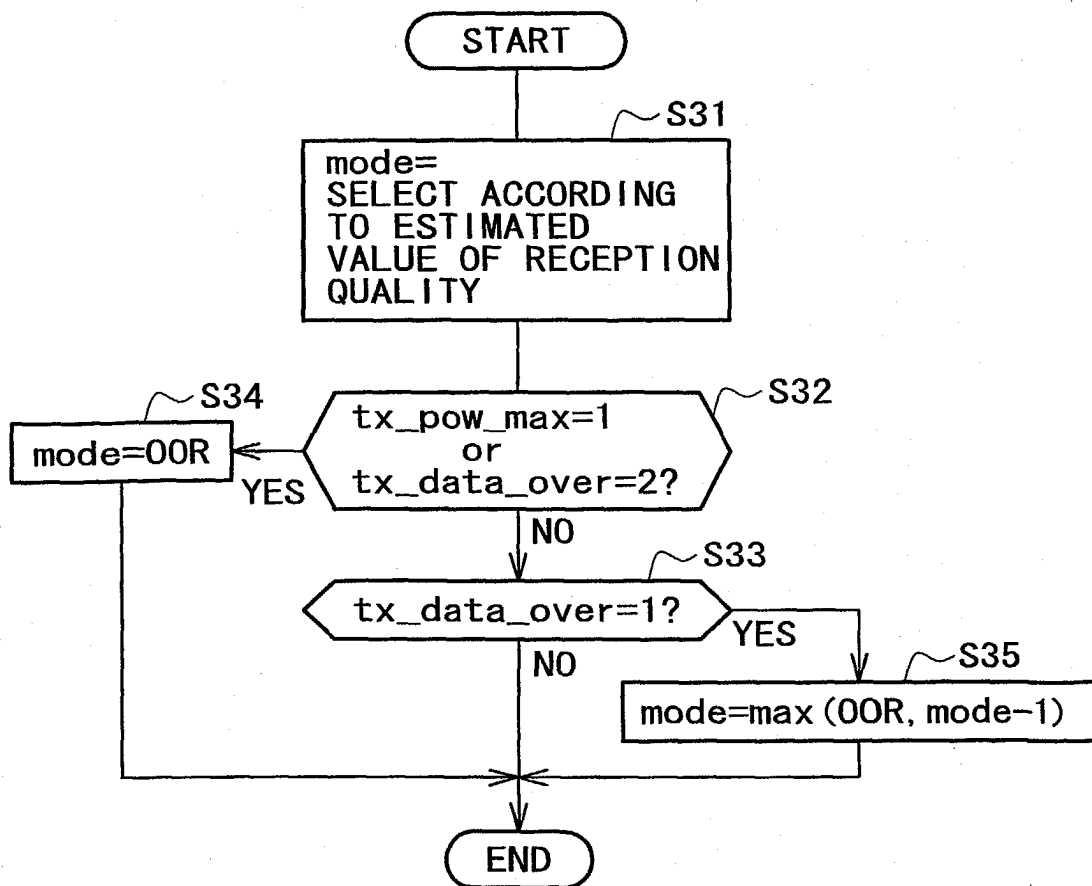 START
S31
mode=
SELECT ACCORDING
TO ESTIMATED
VALUE OF RECEPTION
QUALITY
S32
tx_pow_max=1
or
tx_data_over=2?
S34
mode=OOR
YES
NO
S33
tx_data_over=1?
YES
NO
S35
mode=max(OOR,mode-1)
END